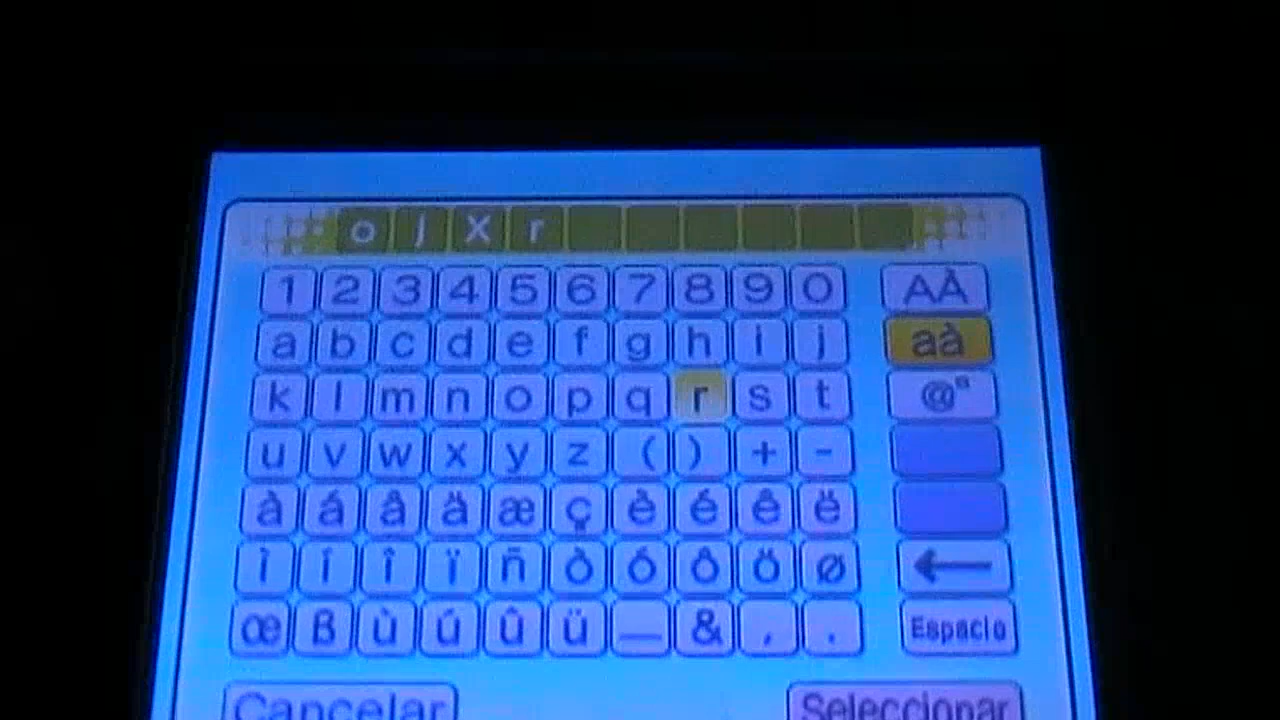 o j X r
1 2 3 4 5 6 7 8 9 0 AÀ
a b c d e f g h i j aà
k l m n o p q r s t @ª
u v w x y z ( ) + -
à á â ä æ ç è é ê ë
ì í î ï ñ ò ó ô ö ø ←
œ ß ù ú û ü _ & , . Espacio
Cancelar Seleccionar